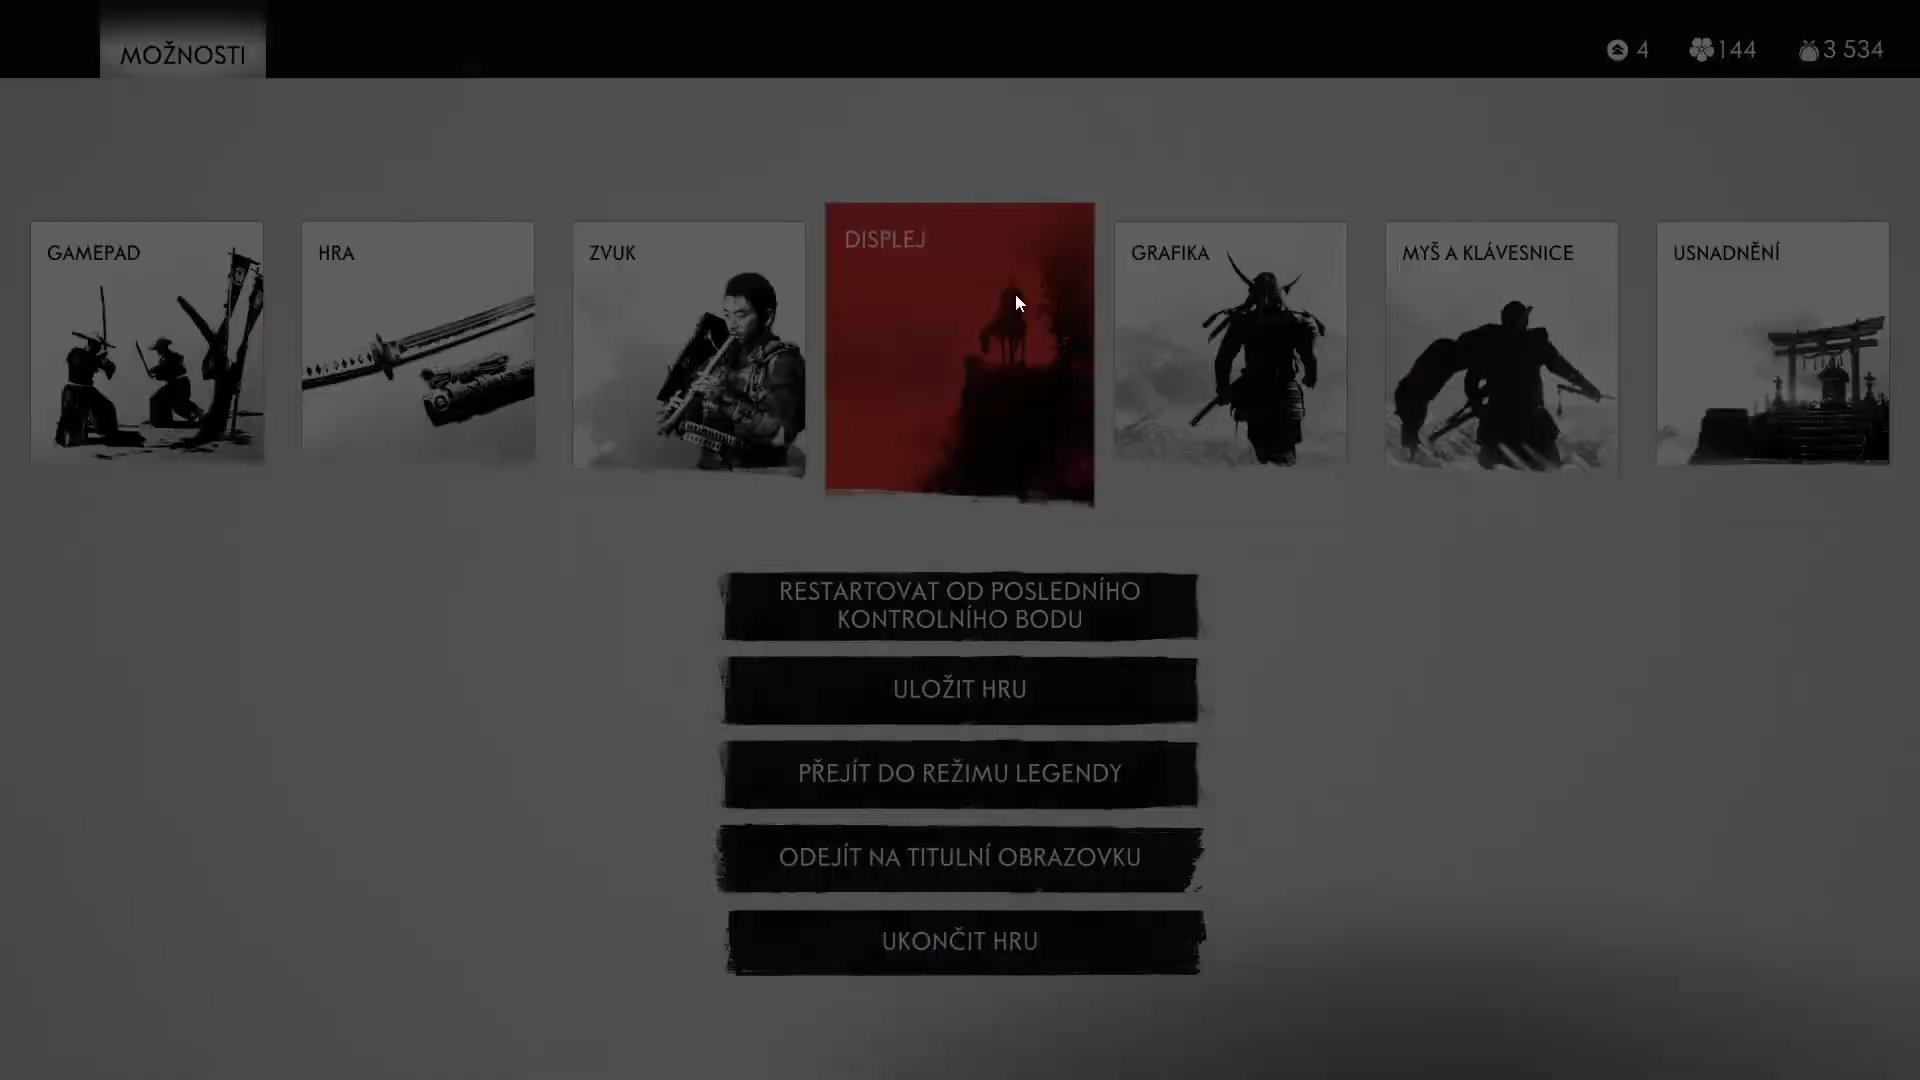 MOŽNOSTI
4 144 3 534
GAMEPAD
HRA
ZVUK
DISPLEJ
GRAFIKA
MYŠ A KLÁVESNICE
USNADNĚNÍ
RESTARTOVAT OD POSLEDNÍHO
KONTROLNÍHO BODU
ULOŽIT HRU
PŘEJÍT DO REŽIMU LEGENDY
ODEJÍT NA TITULNÍ OBRAZOVKU
UKONČIT HRU